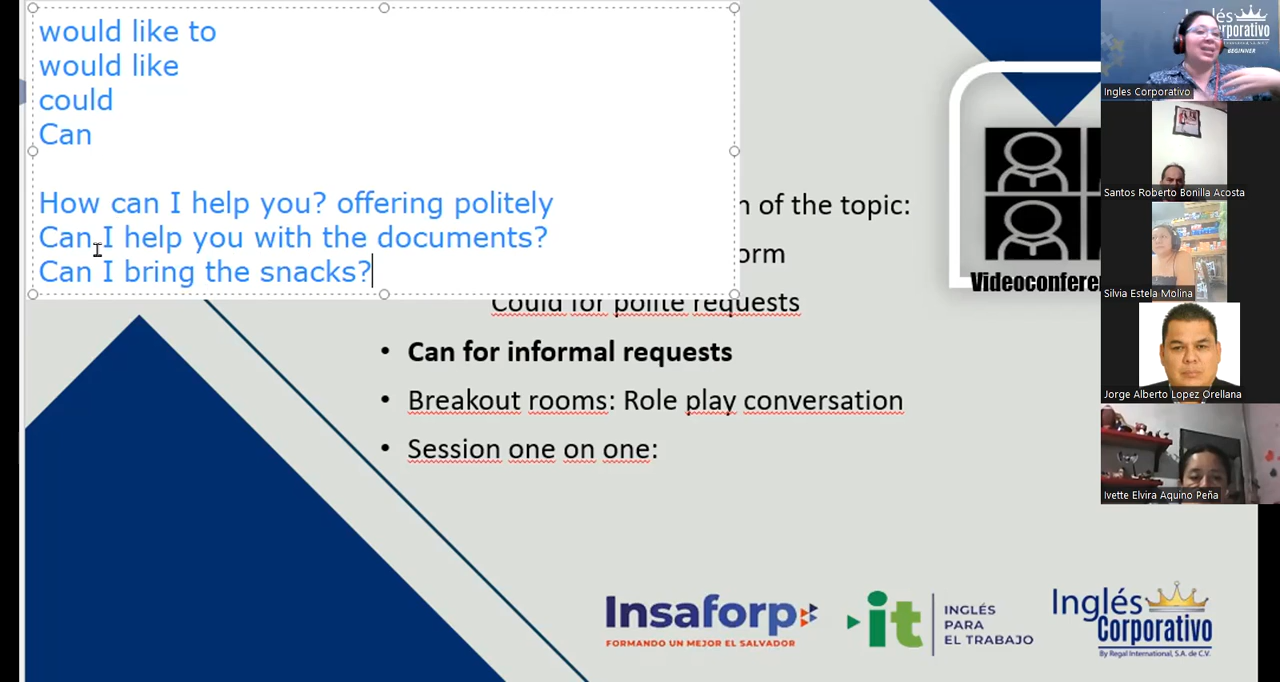 would like to
would like
could
Can
How can I help you? offering politely
Can I help you with the documents?
Can I bring the snacks?
of the topic:
Could for polite requests
• Can for informal requests
• Breakout rooms: Role play conversation
• Session one on one:
Inglés
BEGINNER
Ingles Corporativo
Santos Roberto Bonilla Acosta
Silvia Estela Molina
Jorge Alberto Lopez Orellana
Ivette Elvira Aquino Peña
Insaforp
FORMANDO UN MEJOR EL SALVADOR
it
INGLÉS
PARA
EL TRABAJO
Inglés
Corporativo
By Regal International, S.A. de C.V.